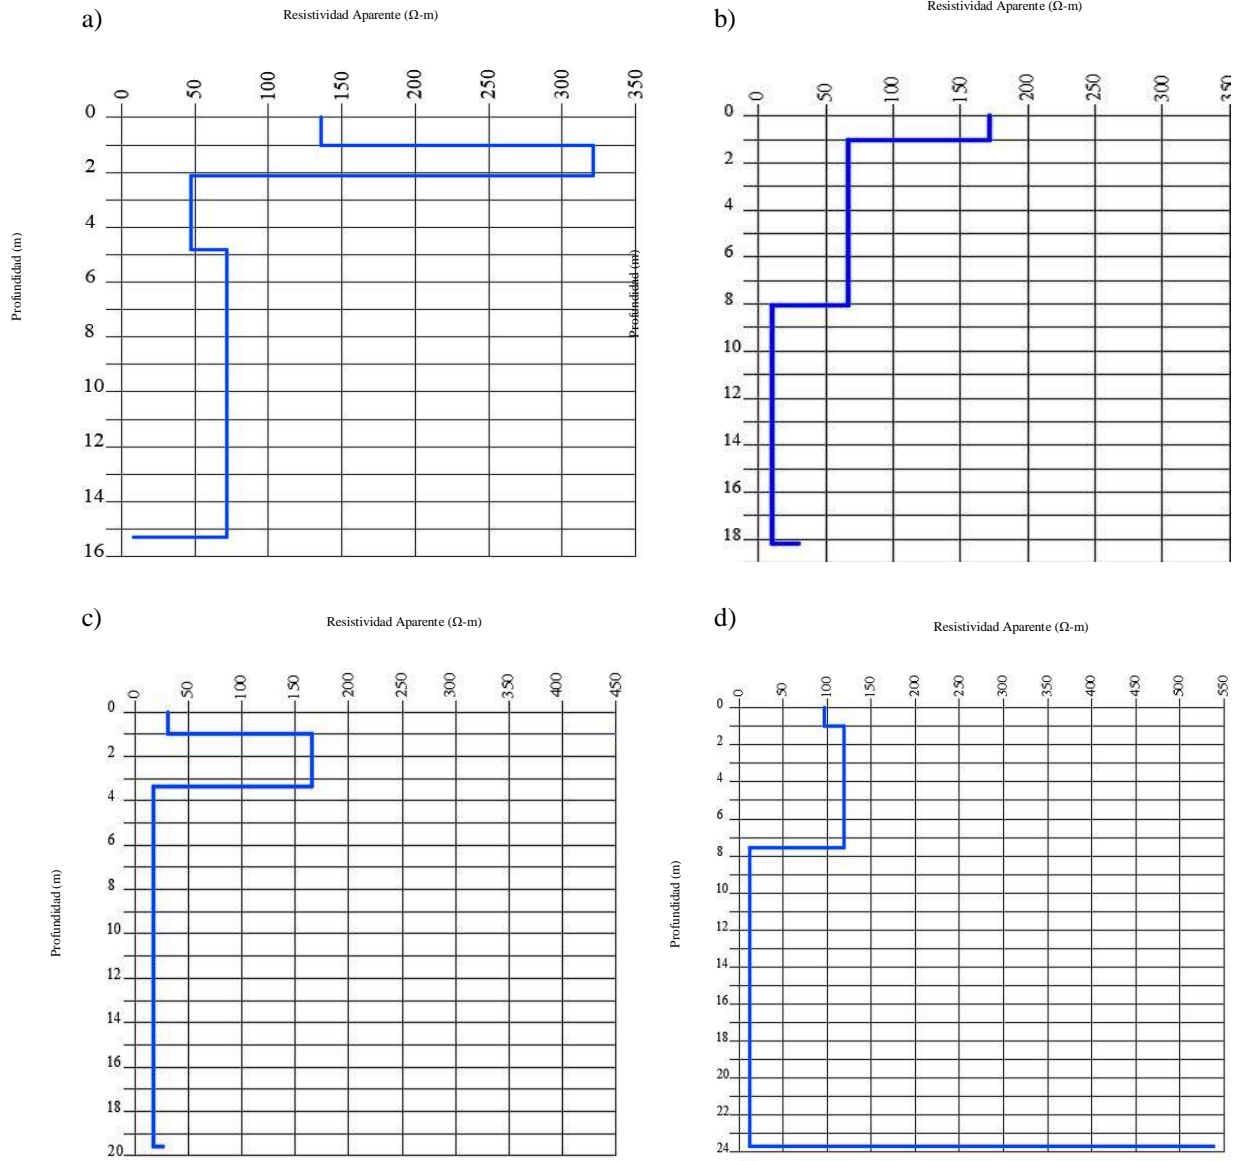 a)
Resistividad Aparente (Ω-m)
0 50 100 150 200 250 300 350
0
2
4
6
8
10
12
14
16
Profundidad (m)
b)
Resistividad Aparente (Ω-m)
0 50 100 150 200 250 300 350
0
2
4
6
8
10
12
14
16
18
Profundidad (m)
c)
Resistividad Aparente (Ω-m)
0 50 100 150 200 250 300 350 400 450
0
2
4
6
8
10
12
14
16
18
20
Profundidad (m)
d)
Resistividad Aparente (Ω-m)
0 50 100 150 200 250 300 350 400 450 500 550
0
2
4
6
8
10
12
14
16
18
20
22
24
Profundidad (m)